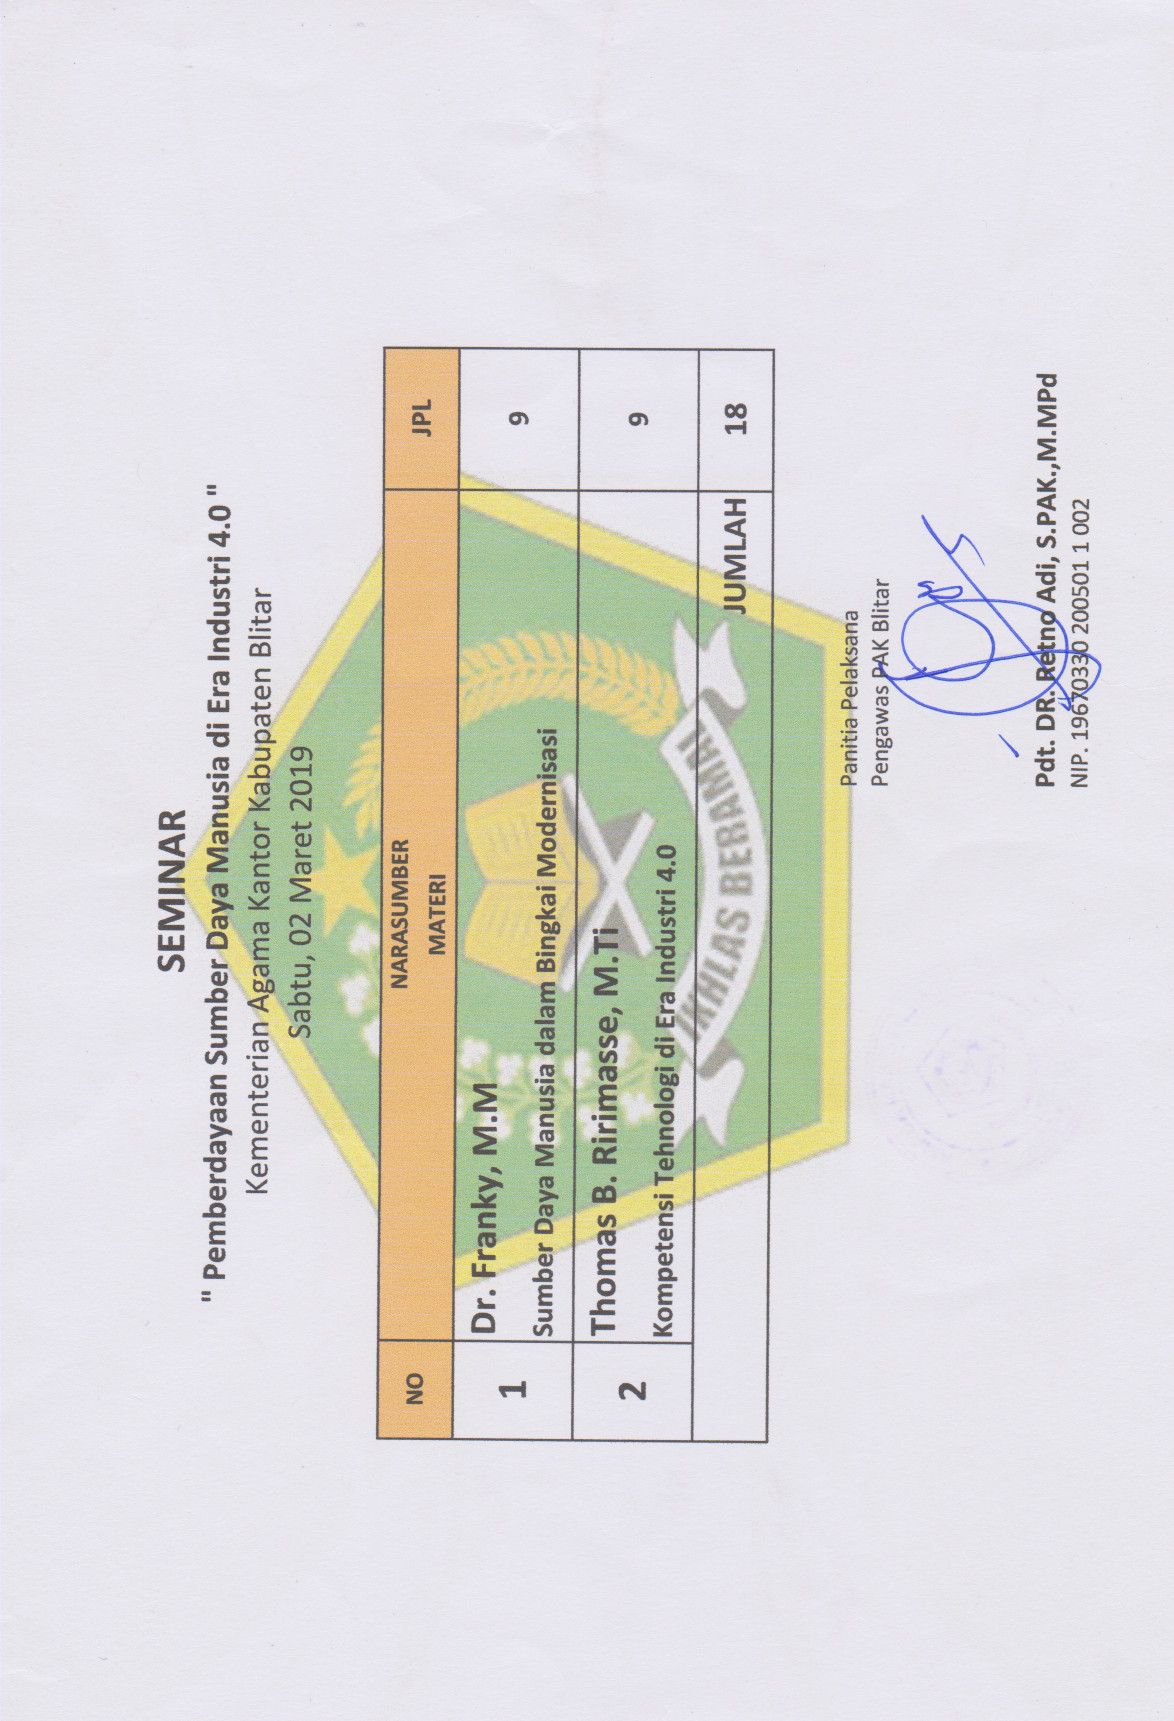 SEMINAR
" Pemberdayaan Sumber Daya Manusia di Era Industri 4.0 "
Kementerian Agama Kantor Kabupaten Blitar
Sabtu, 02 Maret 2019
NO
NARASUMBER
MATERI
JPL
1
Dr. Franky, M.M
Sumber Daya Manusia dalam Bingkai Modernisasi
9
2
Thomas B. Ririmasse, M.Ti
Kompetensi Tehnologi di Era Industri 4.0
9
JUMLAH
18
IKHLAS BERAMAL
Panitia Pelaksana
Pengawas PAK Blitar
Pdt. DR. Retno Adi, S.PAK.,M.MPd
NIP. 19670330 200501 1 002